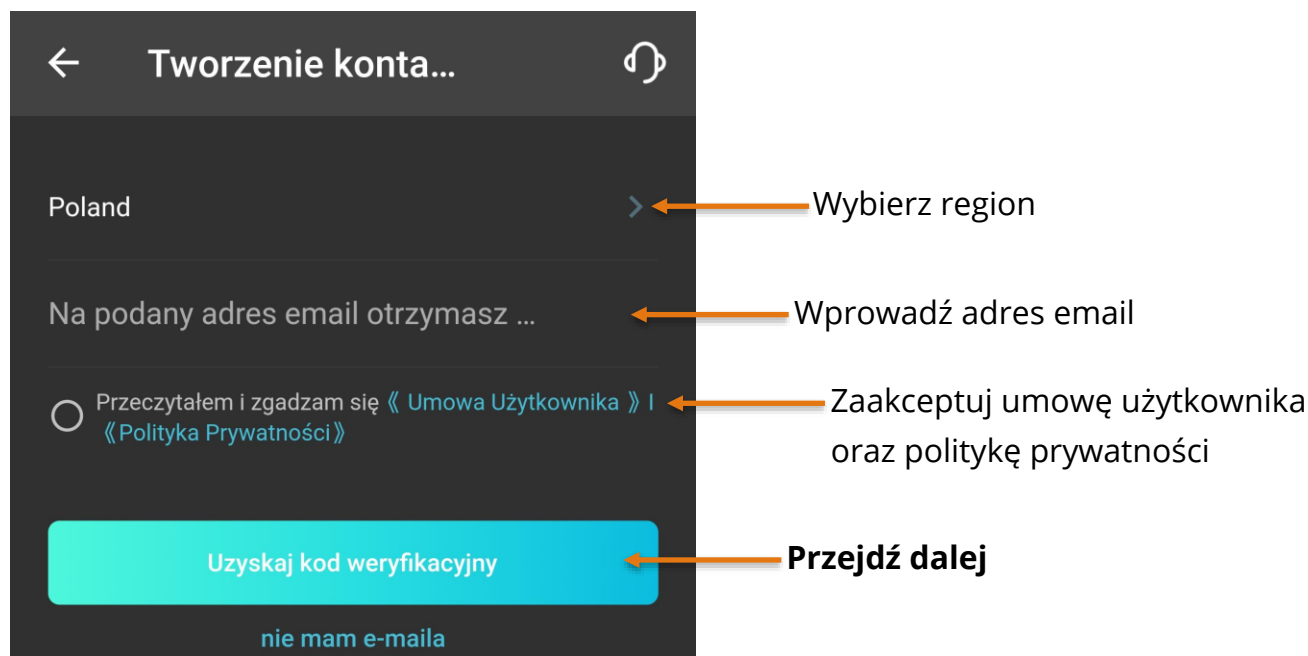 Tworzenie konta...
Poland
Wybierz region
Na podany adres email otrzymasz ...
Wprowadź adres email
Przeczytałem i zgadzam się 《 Umowa Użytkownika 》 I
《Polityka Prywatności》
Zaakceptuj umowę użytkownika
oraz politykę prywatności
Uzyskaj kod weryfikacyjny
Przejdź dalej
nie mam e-maila